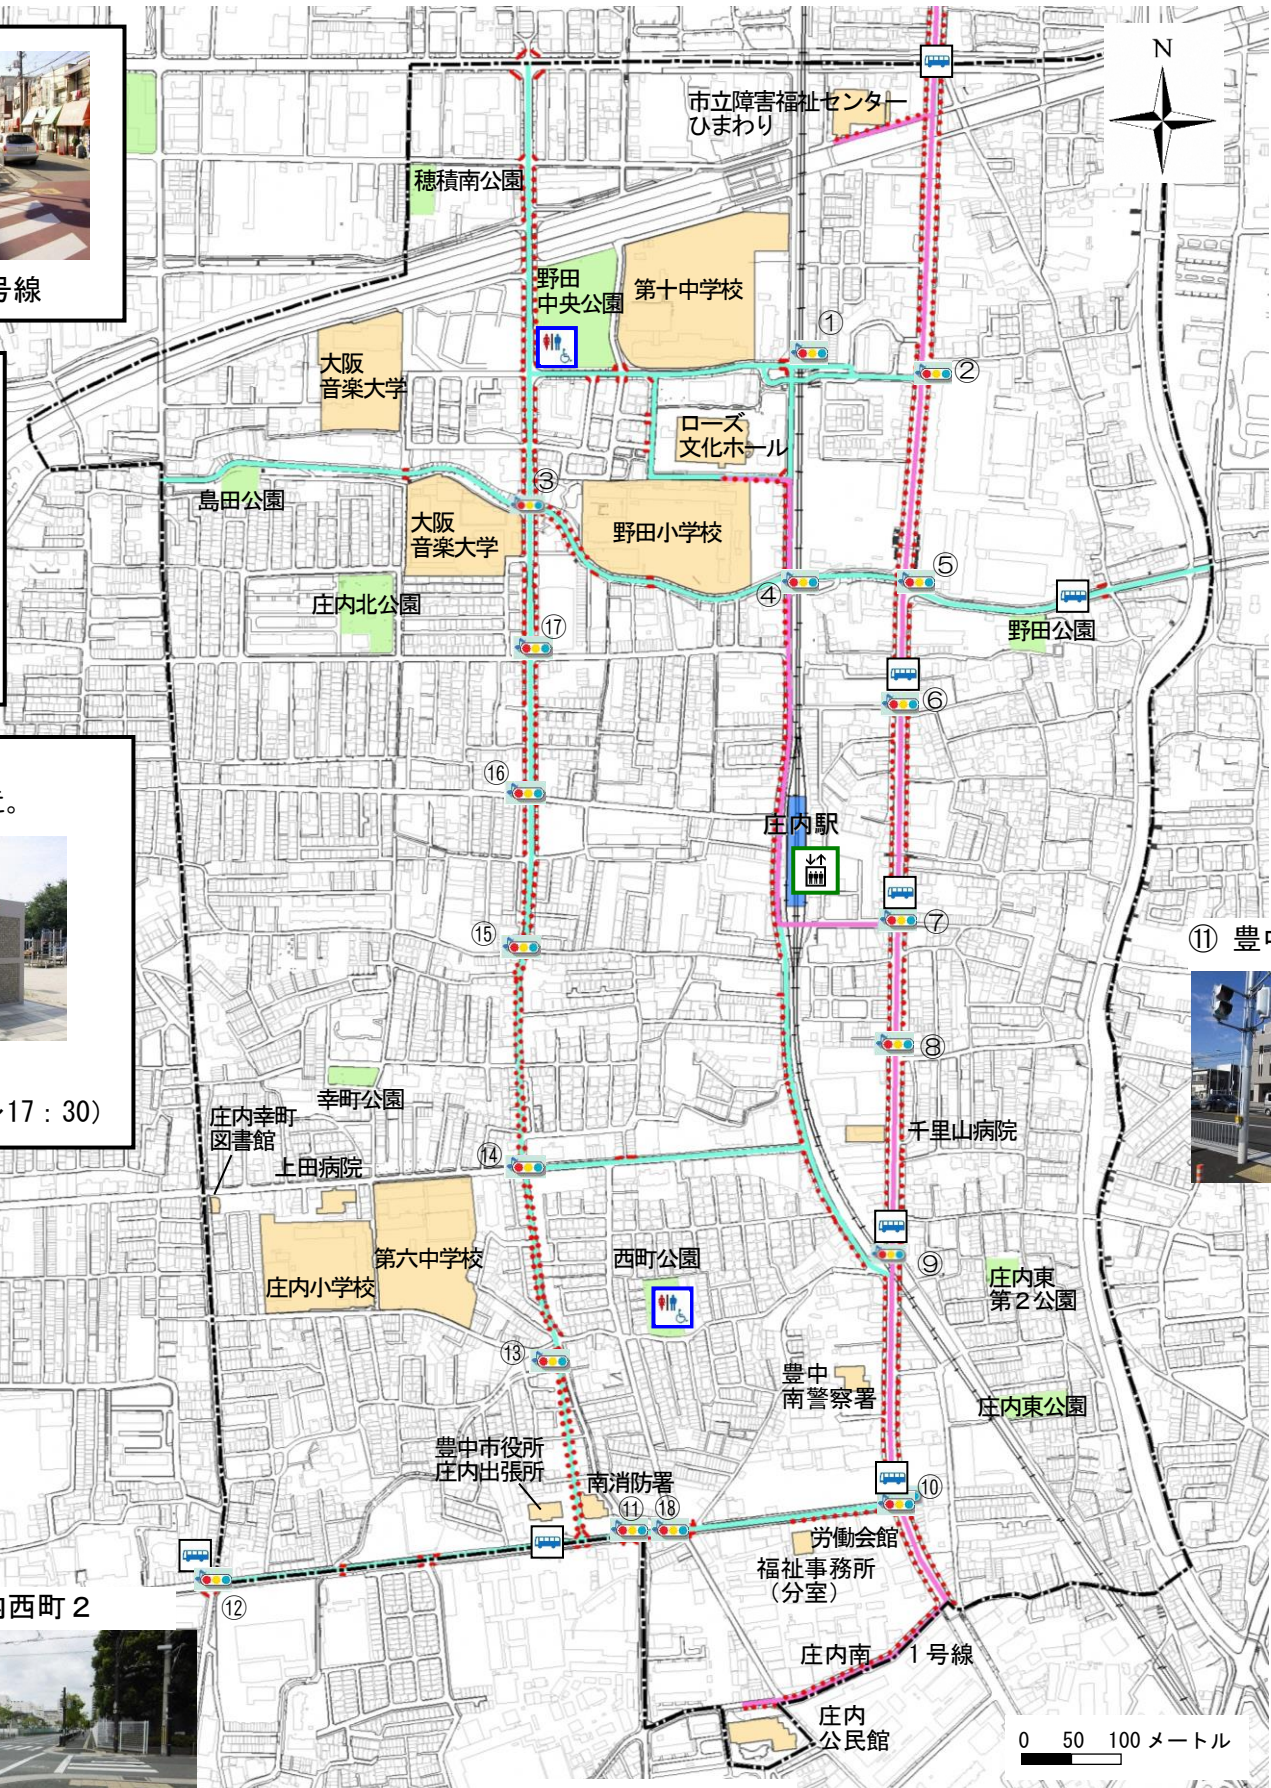 N
市立障害福祉センター
ひまわり
穂積南公園
号線
野田
中央公園
第十中学校
①
②
大阪
音楽大学
ローズ
文化ホール
島田公園
③
大阪
音楽大学
野田小学校
④
⑤
庄内北公園
野田公園
⑰
⑥
⑯
た。
庄内駅
⑮
⑦
⑪ 豊中
⑧
17：30）
幸町公園
庄内幸町
図書館
上田病院
⑭
千里山病院
第六中学校
庄内小学校
西町公園
⑨
庄内東
第２公園
⑬
豊中
南警察署
庄内東公園
豊中市役所
庄内出張所
南消防署
⑪
⑱
⑩
労働会館
福祉事務所
（分室）
⑫
内西町２
庄内南 １号線
庄内
公民館
0 50 100 メートル